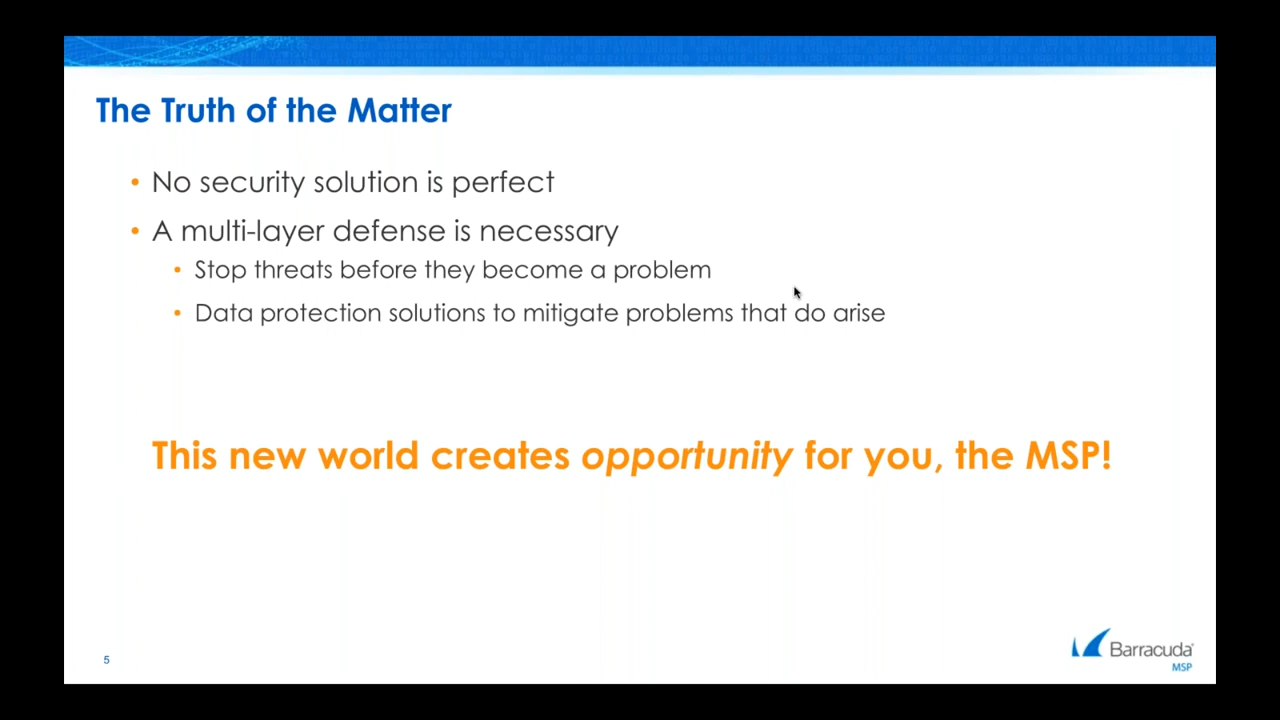 The Truth of the Matter
• No security solution is perfect
• A multi-layer defense is necessary
• Stop threats before they become a problem
• Data protection solutions to mitigate problems that do arise
This new world creates opportunity for you, the MSP!
5
Barracuda
MSP